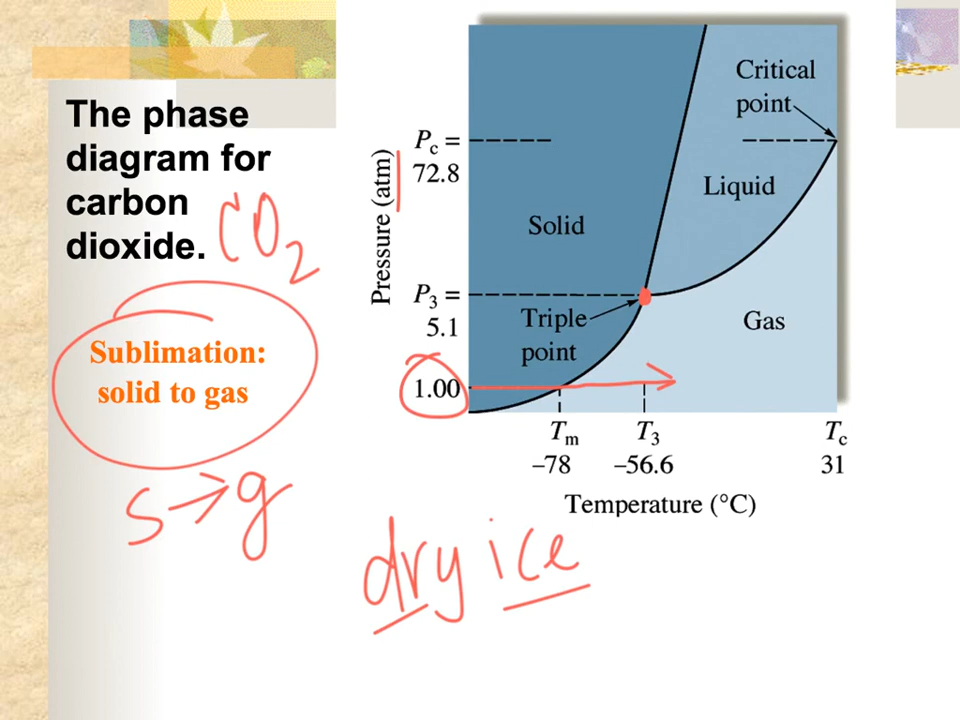 The phase
diagram for
carbon
dioxide.
CO2
Sublimation:
solid to gas
s→g
dry ice
Pressure (atm)
Pc =
72.8
P3 =
5.1
1.00
Solid
Liquid
Gas
Critical
point
Triple
point
Tm
–78
T3
–56.6
Tc
31
Temperature (°C)